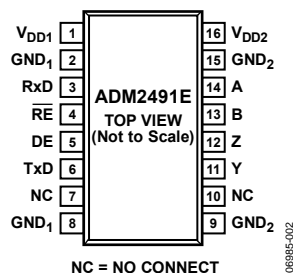 VDD1 1 16 VDD2
GND1 2 15 GND2
RxD 3 14 A
R̅E̅ 4 ADM2491E 13 B
DE 5 TOP VIEW (Not to Scale) 12 Z
TxD 6 11 Y
NC 7 10 NC
GND1 8 9 GND2
NC = NO CONNECT
06985-002